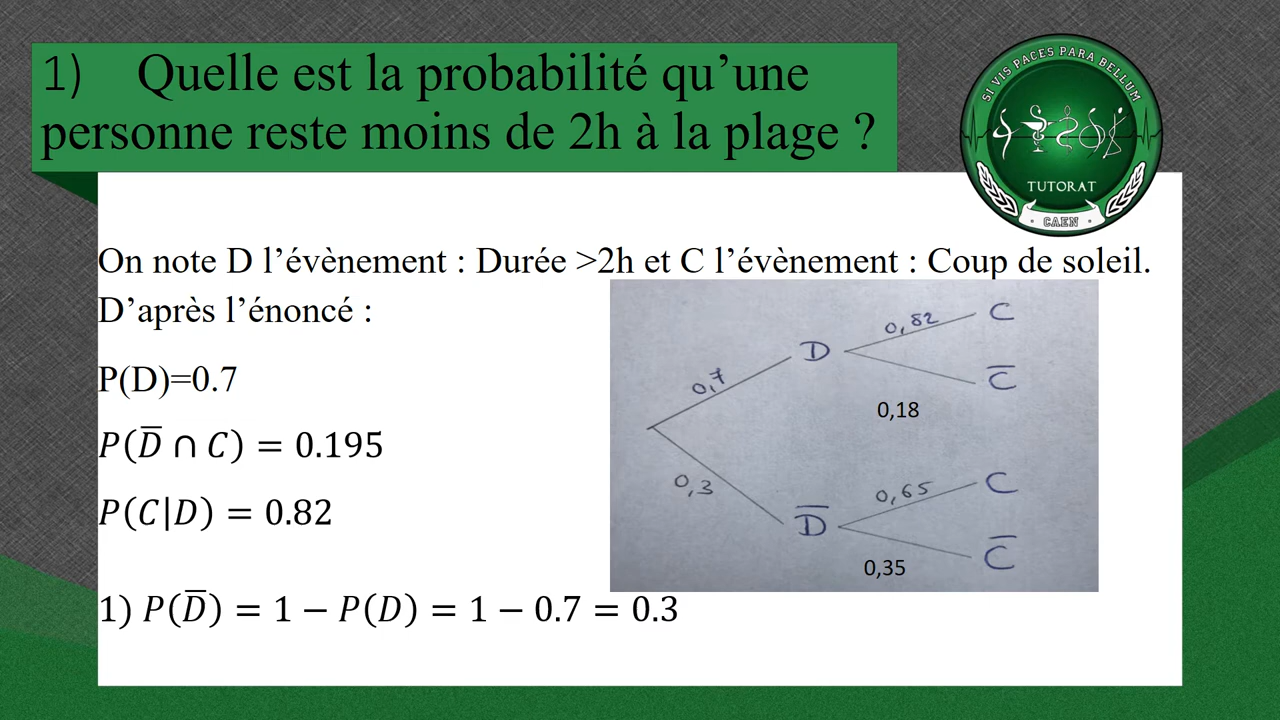 1) Quelle est la probabilité qu’une
personne reste moins de 2h à la plage ?
SI VIS PACES PARA BELLUM
TUTORAT
CAEN
On note D l’évènement : Durée >2h et C l’évènement : Coup de soleil.
D’après l’énoncé :
P(D)=0.7
P(D̅ ∩ C) = 0.195
P(C|D) = 0.82
0,82 C
D
0,7 C̅
0,18
0,3 0,65 C
D̅
C̅
0,35
1) P(D̅) = 1 − P(D) = 1 − 0.7 = 0.3